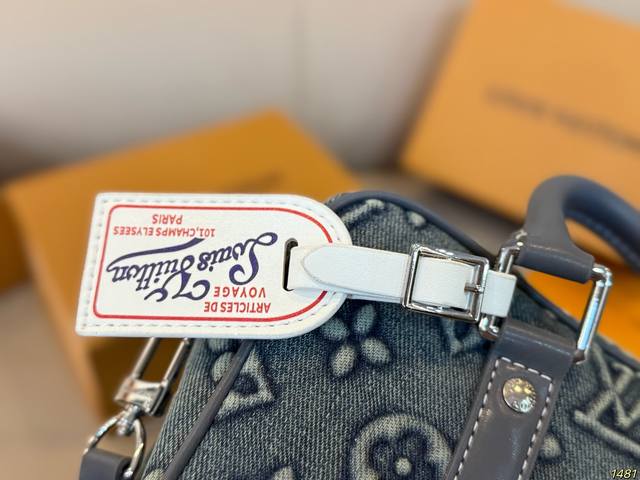 ARTICLES DE
VOYAGE
Louis Vuitton
101, CHAMPS ELYSEES
PARIS
1481